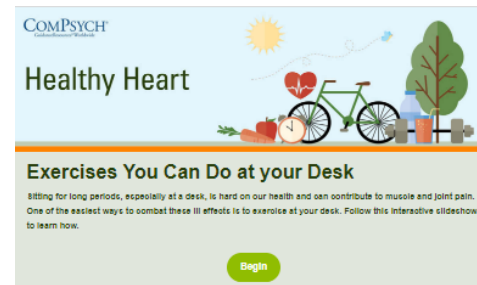 COMPSYCH®
GuidanceResources® Worldwide
Healthy Heart
Exercises You Can Do at your Desk
Sitting for long periods, especially at a desk, is hard on our health and can contribute to muscle and joint pain.
One of the easiest ways to combat these ill effects is to exercise at your desk. Follow this interactive slideshow
to learn how.
Begin